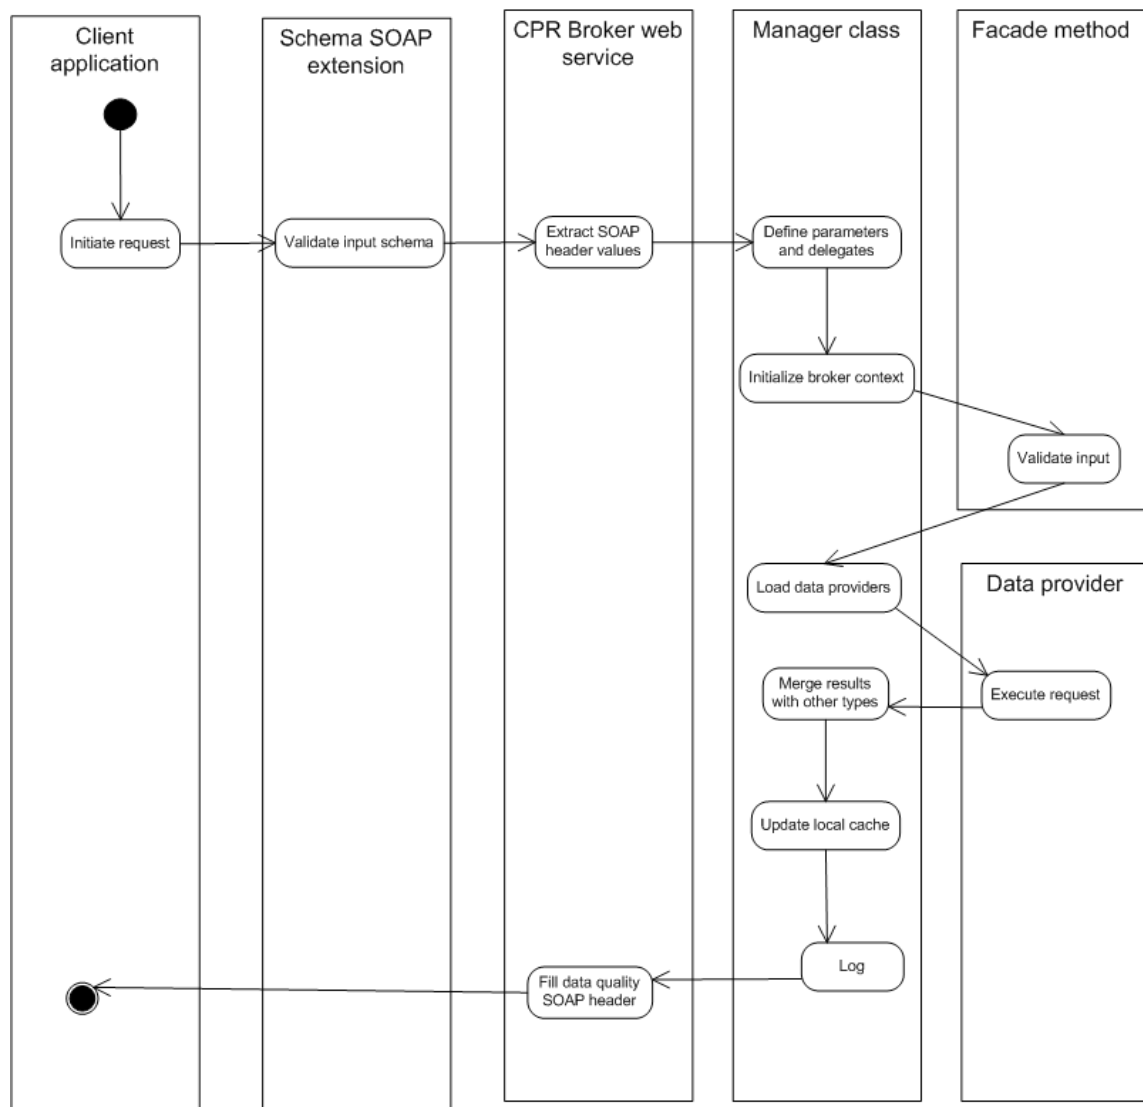 Client
application
Schema SOAP
extension
CPR Broker web
service
Manager class
Facade method
Initiate request
Validate input schema
Extract SOAP
header values
Define parameters
and delegates
Initialize broker context
Validate input
Load data providers
Data provider
Merge results
with other types
Execute request
Update local cache
Log
Fill data quality
SOAP header